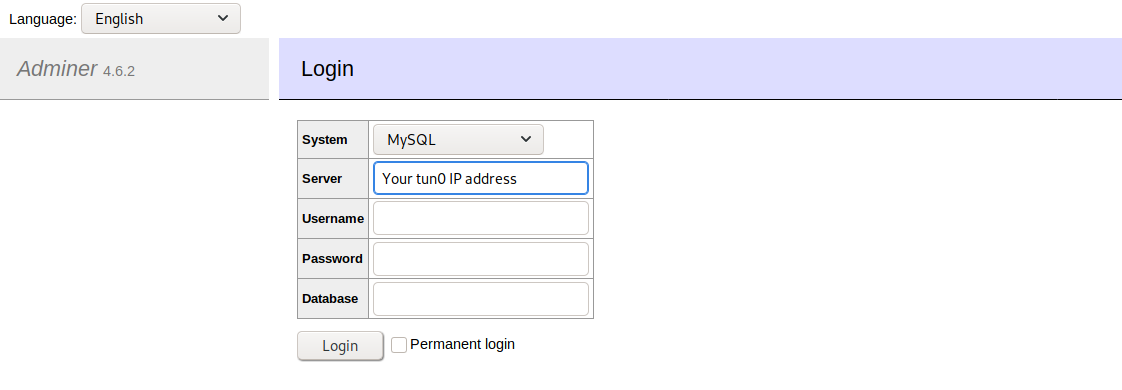 Language: English
Adminer 4.6.2
Login
System MySQL
Server Your tun0 IP address
Username
Password
Database
Login Permanent login